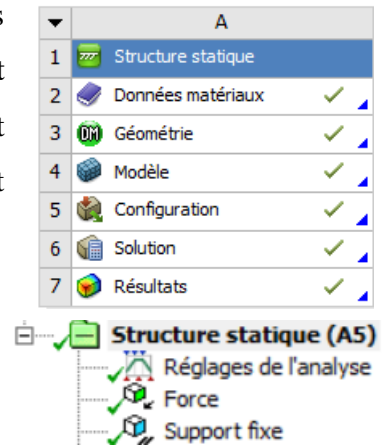 A
1 Structure statique
2 Données matériaux
3 DM Géométrie
4 Modèle
5 Configuration
6 Solution
7 Résultats
Structure statique (A5)
Réglages de l'analyse
Force
Support fixe